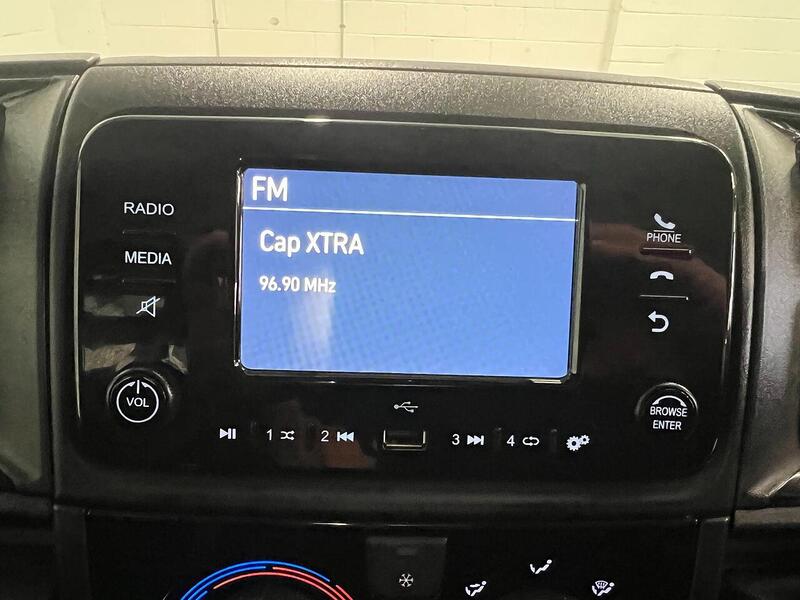 FM
Cap XTRA
96.90 MHz
RADIO
MEDIA
VOL
PHONE
BROWSE
ENTER
1
2
3
4